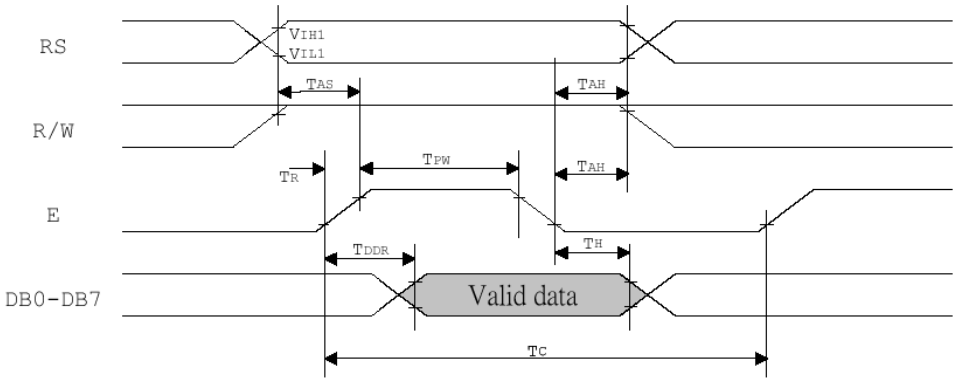 RS
VIH1
VIL1
TAS
TAH
R/W
TPW
TAH
TR
E
TDDR
TH
DB0-DB7
Valid data
TC